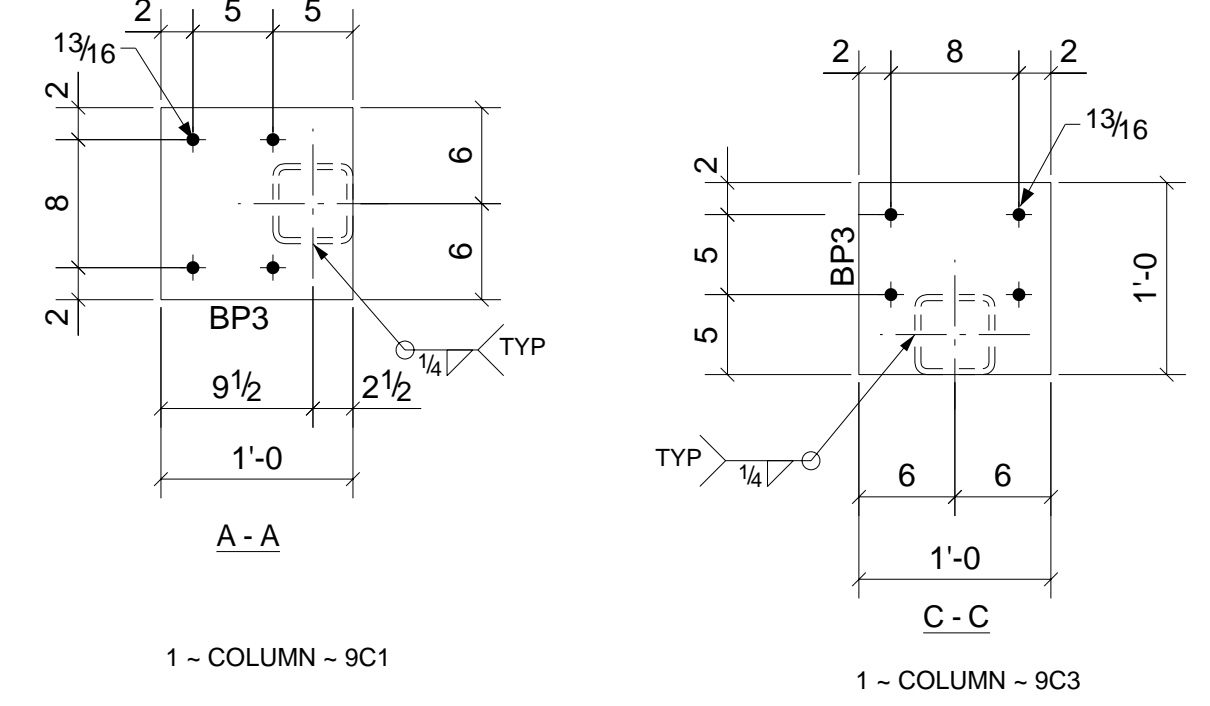 2 5 5
13/16
2
8
2
6
6
BP3
1/4 TYP
9 1/2 2 1/2
1'-0
A - A
1 ~ COLUMN ~ 9C1
2 8 2
13/16
2
5
5
BP3
1'-0
TYP 1/4
6 6
1'-0
C - C
1 ~ COLUMN ~ 9C3